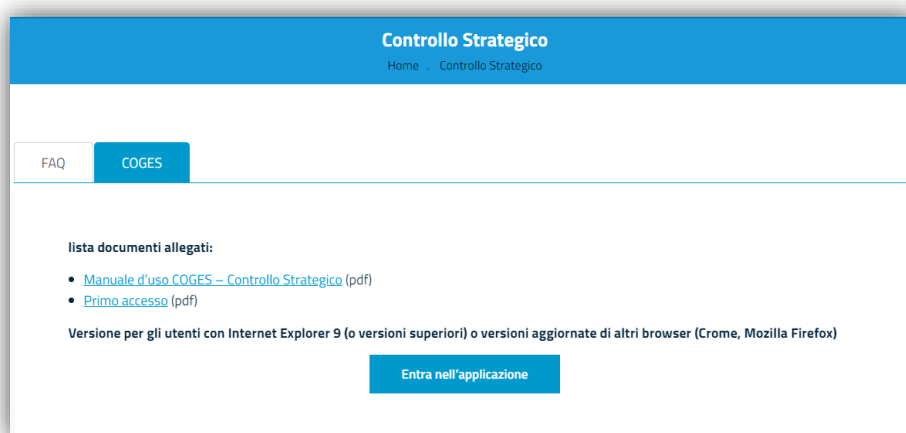 Controllo Strategico
Home . Controllo Strategico
FAQ
COGES
lista documenti allegati:
Manuale d'uso COGES – Controllo Strategico (pdf)
Primo accesso (pdf)
Versione per gli utenti con Internet Explorer 9 (o versioni superiori) o versioni aggiornate di altri browser (Crome, Mozilla Firefox)
Entra nell'applicazione